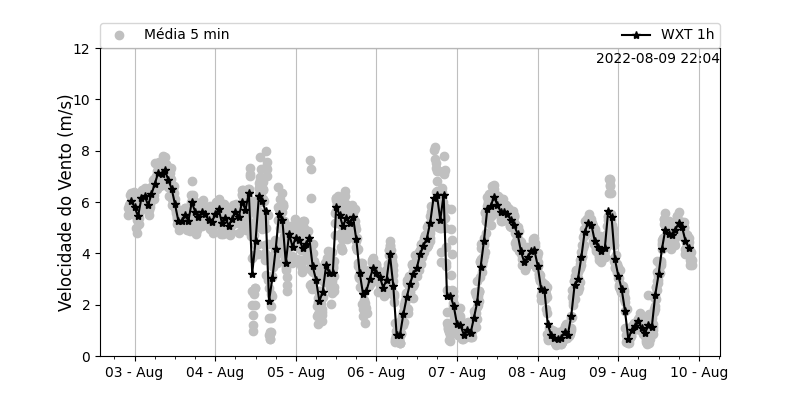 Média 5 min
WXT 1h
2022-08-09 22:04
Velocidade do Vento (m/s)
12
10
8
6
4
2
0
03 - Aug
04 - Aug
05 - Aug
06 - Aug
07 - Aug
08 - Aug
09 - Aug
10 - Aug